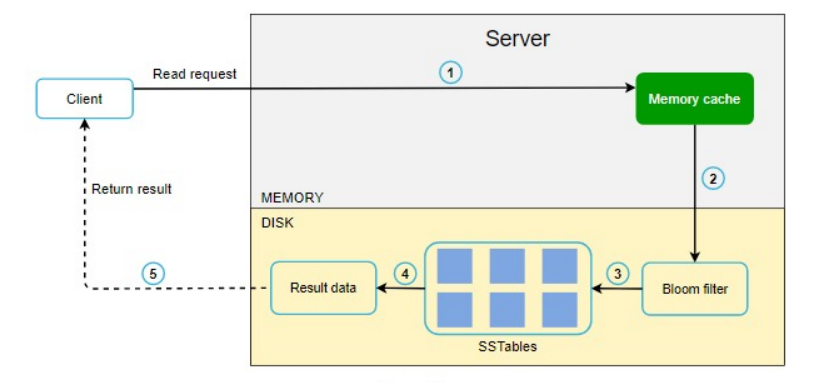 Server
Read request
1
Client
Memory cache
2
Return result
MEMORY
DISK
5
4
3
Result data
Bloom filter
SSTables